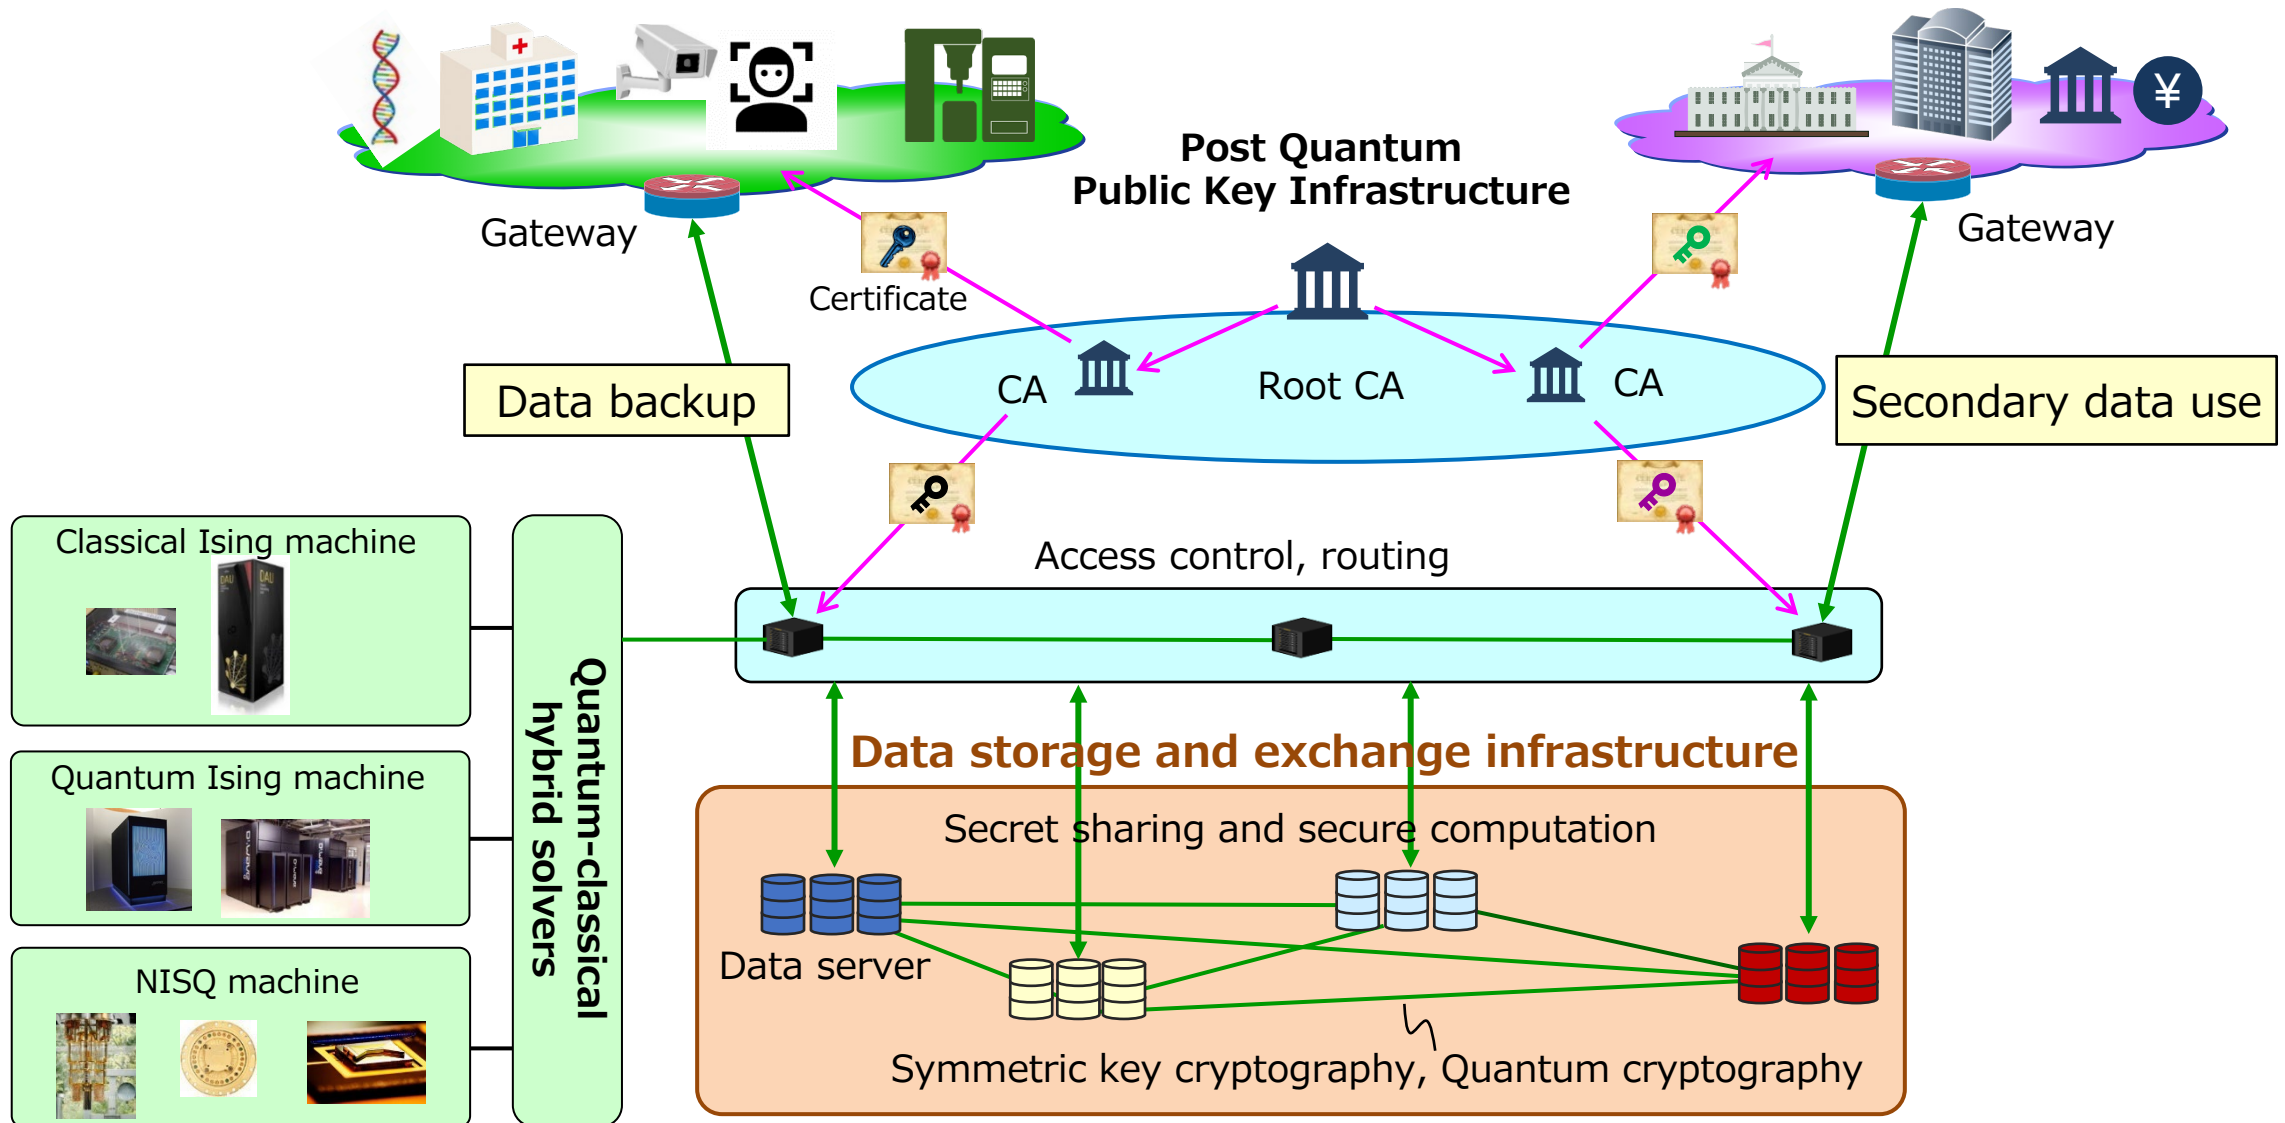 Post Quantum
Public Key Infrastructure
¥
Gateway
Gateway
Certificate
Data backup
CA
Root CA
CA
Secondary data use
Access control, routing
Classical Ising machine
DAU
DAU
Quantum Ising machine
NISQ machine
Quantum-classical
hybrid solvers
Data storage and exchange infrastructure
Secret sharing and secure computation
Data server
Symmetric key cryptography, Quantum cryptography